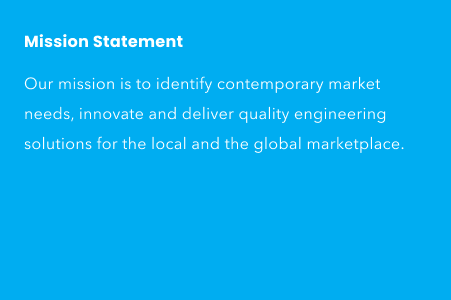 Mission Statement
Our mission is to identify contemporary market
needs, innovate and deliver quality engineering
solutions for the local and the global marketplace.